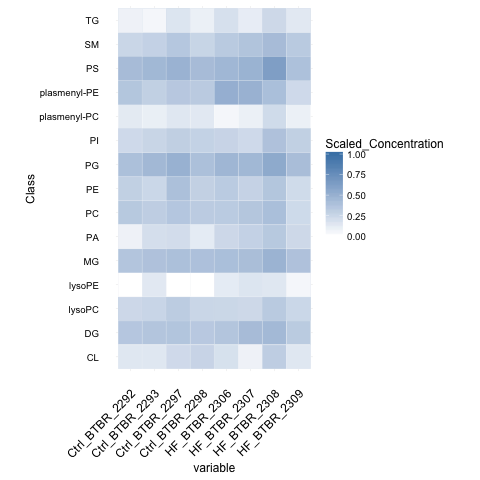 TG
SM
PS
plasmenyl-PE
plasmenyl-PC
PI
PG
PE
PC
PA
MG
lysoPE
lysoPC
DG
CL
Class
Ctrl_BTBR_2292
Ctrl_BTBR_2293
Ctrl_BTBR_2297
Ctrl_BTBR_2298
HF_BTBR_2306
HF_BTBR_2307
HF_BTBR_2308
HF_BTBR_2309
variable
Scaled_Concentration
1.00
0.75
0.50
0.25
0.00